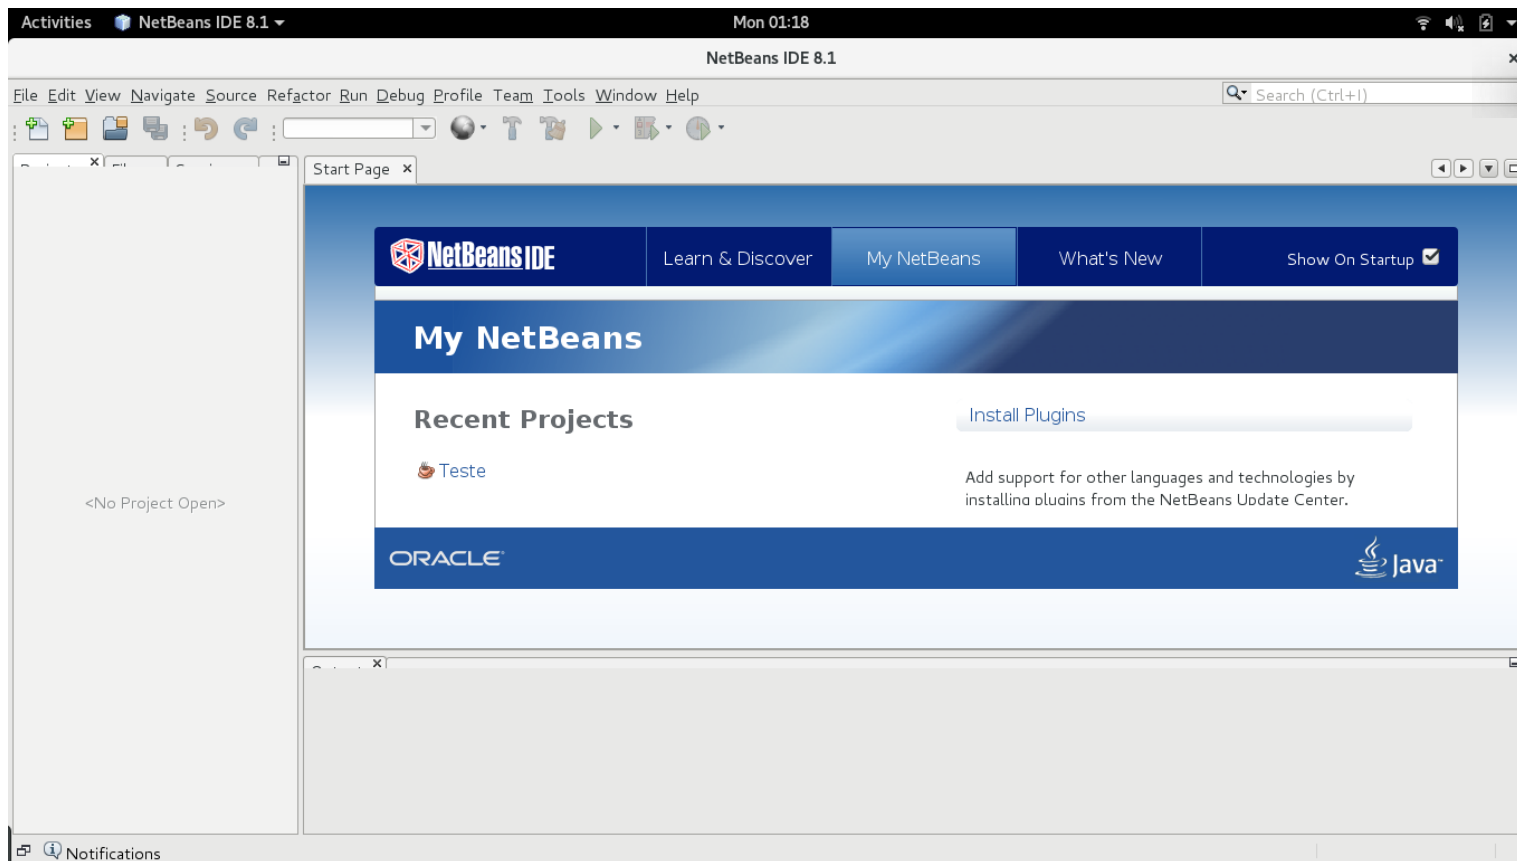 Activities NetBeans IDE 8.1 Mon 01:18
NetBeans IDE 8.1
File Edit View Navigate Source Refactor Run Debug Profile Team Tools Window Help Search (Ctrl+I)
Start Page
NetBeans IDE Learn & Discover My NetBeans What's New Show On Startup
My NetBeans
Recent Projects
Install Plugins
Teste
Add support for other languages and technologies by
installing plugins from the NetBeans Update Center.
<No Project Open>
ORACLE Java
Notifications